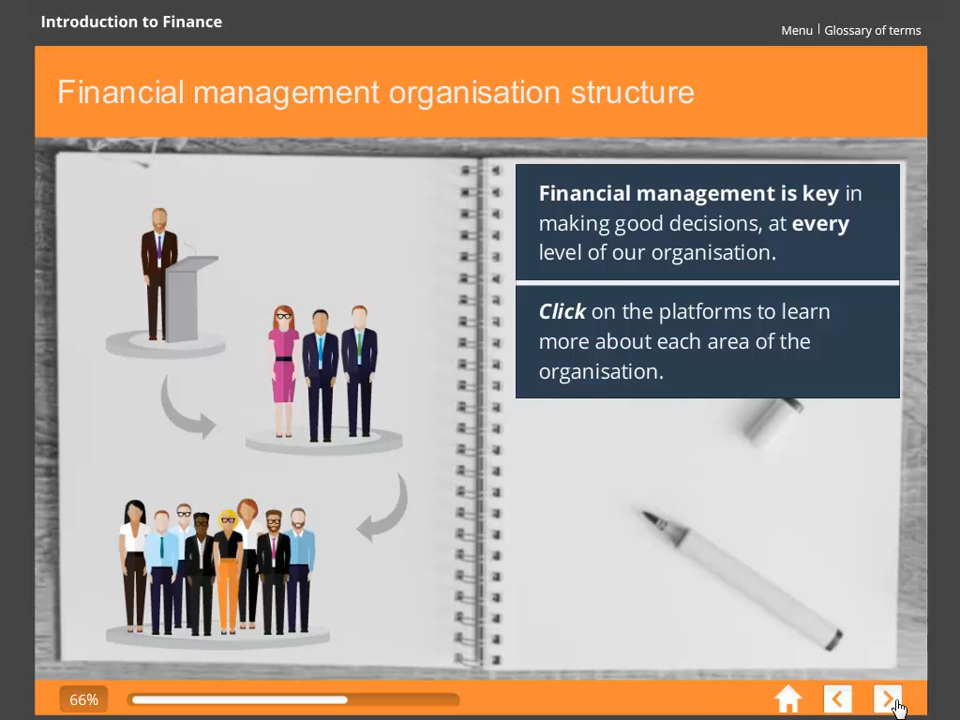 Introduction to Finance
Menu | Glossary of terms
Financial management organisation structure
Financial management is key in
making good decisions, at every
level of our organisation.
Click on the platforms to learn
more about each area of the
organisation.
66%